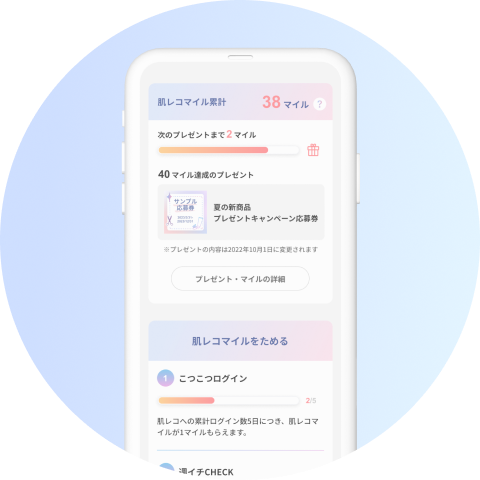 肌レコマイル累計 38 マイル ?
次のプレゼントまで 2 マイル
40 マイル達成のプレゼント
サンプル
応募券
夏の新商品
プレゼントキャンペーン応募券
※プレゼントの内容は2022年10月1日に変更されます
プレゼント・マイルの詳細
肌レコマイルをためる
1 こつこつログイン
2/5
肌レコへの累計ログイン数5日につき、肌レコマ
イルが1マイルもらえます。
週イチCHECK